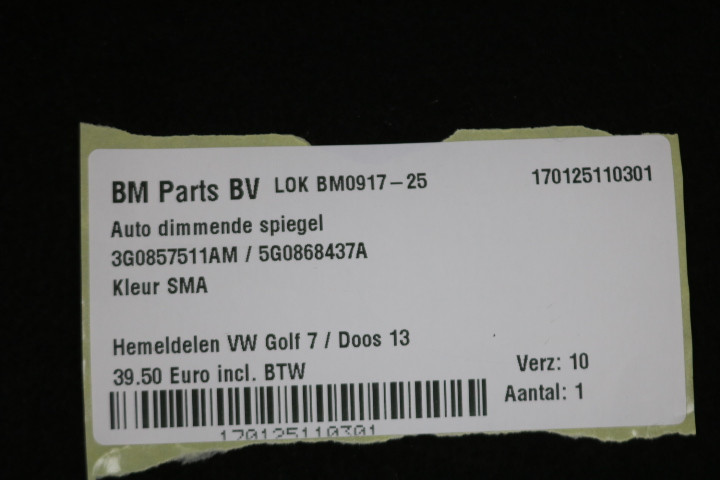 BM Parts BV LOK BM0917-25 170125110301
Auto dimmende spiegel
3G0857511AM / 5G0868437A
Kleur SMA
Hemeldelen VW Golf 7 / Doos 13
39.50 Euro incl. BTW
Verz: 10
Aantal: 1
170125110301